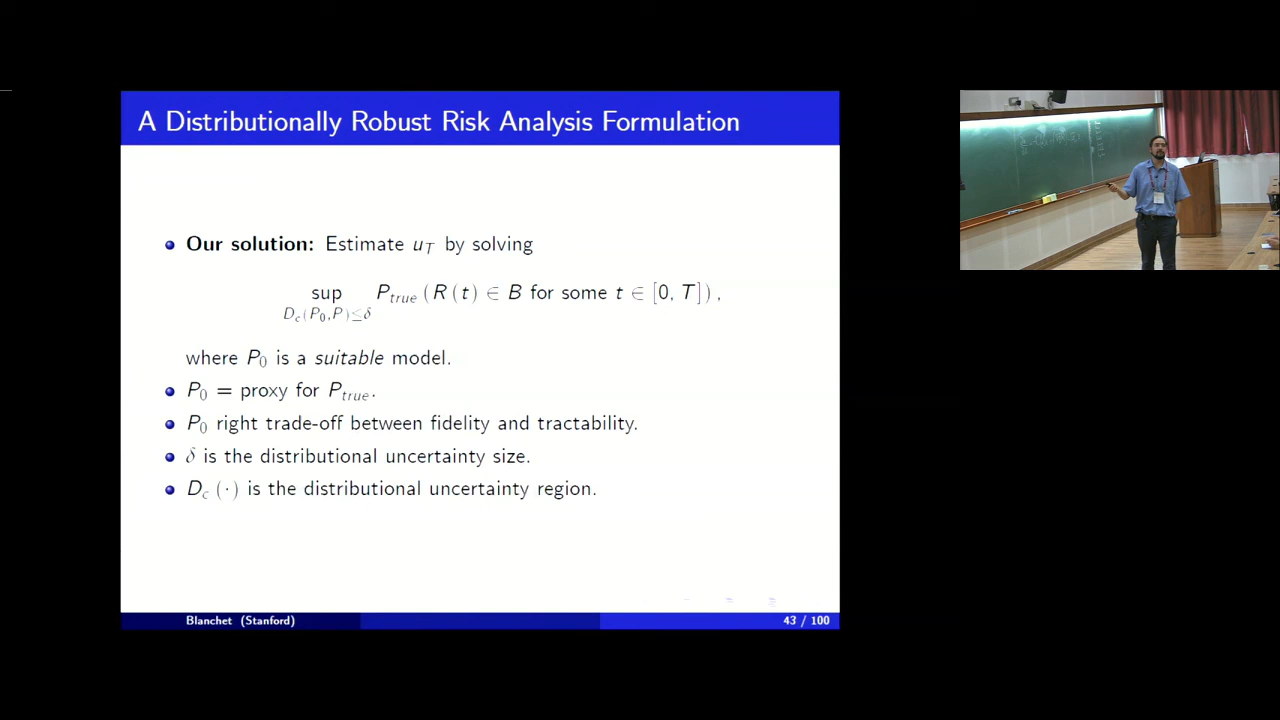 A Distributionally Robust Risk Analysis Formulation
Our solution: Estimate u_T by solving
sup P_true (R (t) ∈ B for some t ∈ [0, T]) ,
D_c(P_0,P)≤δ
where P_0 is a suitable model.
P_0 = proxy for P_true.
P_0 right trade-off between fidelity and tractability.
δ is the distributional uncertainty size.
D_c (·) is the distributional uncertainty region.
Blanchet (Stanford) 43 / 100